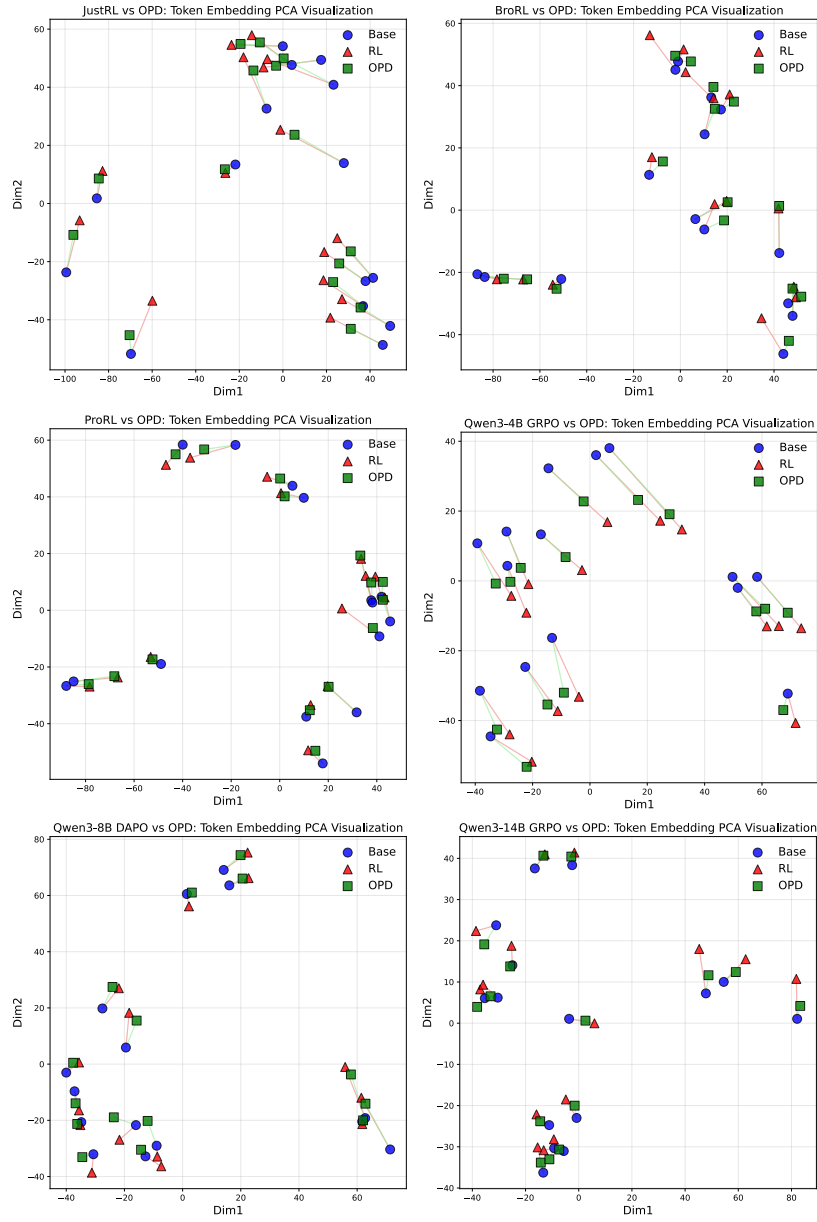 JustRL vs OPD: Token Embedding PCA Visualization
Base
RL
OPD
60
40
20
0
−20
−40
−100
−80
−60
−40
−20
0
20
40
Dim1
Dim2
BroRL vs OPD: Token Embedding PCA Visualization
Base
RL
OPD
60
40
20
0
−20
−40
−80
−60
−40
−20
0
20
40
Dim1
Dim2
ProRL vs OPD: Token Embedding PCA Visualization
Base
RL
OPD
60
40
20
0
−20
−40
−80
−60
−40
−20
0
20
40
Dim1
Dim2
Qwen3-4B GRPO vs OPD: Token Embedding PCA Visualization
Base
RL
OPD
40
20
0
−20
−40
−40
−20
0
20
40
60
Dim1
Dim2
Qwen3-8B DAPO vs OPD: Token Embedding PCA Visualization
Base
RL
OPD
80
60
40
20
0
−20
−40
−40
−20
0
20
40
60
Dim1
Dim2
Qwen3-14B GRPO vs OPD: Token Embedding PCA Visualization
Base
RL
OPD
40
30
20
10
0
−10
−20
−30
−40
−40
−20
0
20
40
60
80
Dim1
Dim2